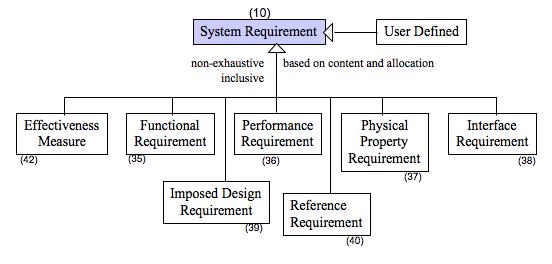 (10)
System Requirement
User Defined
non-exhaustive
inclusive
based on content and allocation
Effectiveness
Measure
(42)
Functional
Requirement
(35)
Performance
Requirement
(36)
Physical
Property
Requirement
(37)
Interface
Requirement
(38)
Imposed Design
Requirement
(39)
Reference
Requirement
(40)